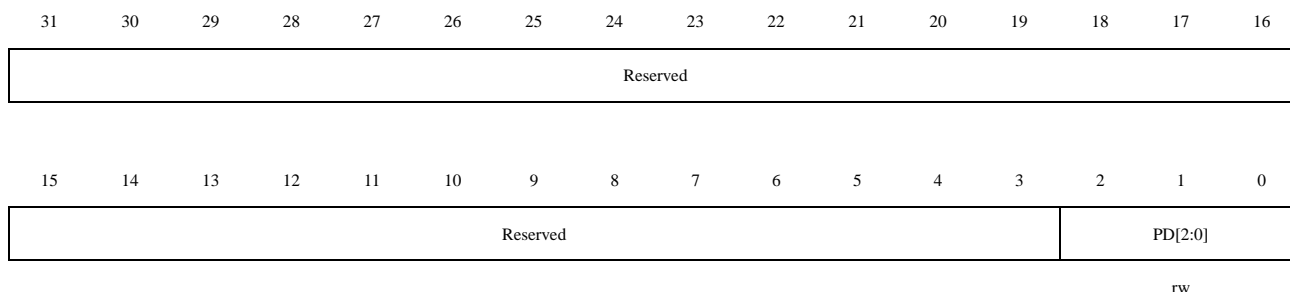 31 30 29 28 27 26 25 24 23 22 21 20 19 18 17 16
Reserved
15 14 13 12 11 10 9 8 7 6 5 4 3 2 1 0
Reserved PD[2:0]
rw